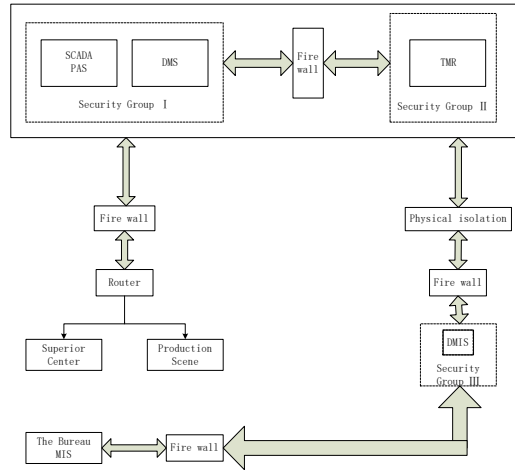 SCADA
PAS
DMS
Fire
wall
TMR
Security Group Ⅰ
Security Group Ⅱ
Fire wall
Physical isolation
Router
Fire wall
Superior
Center
Production
Scene
DMIS
Security
Group Ⅲ
The Bureau
MIS
Fire wall